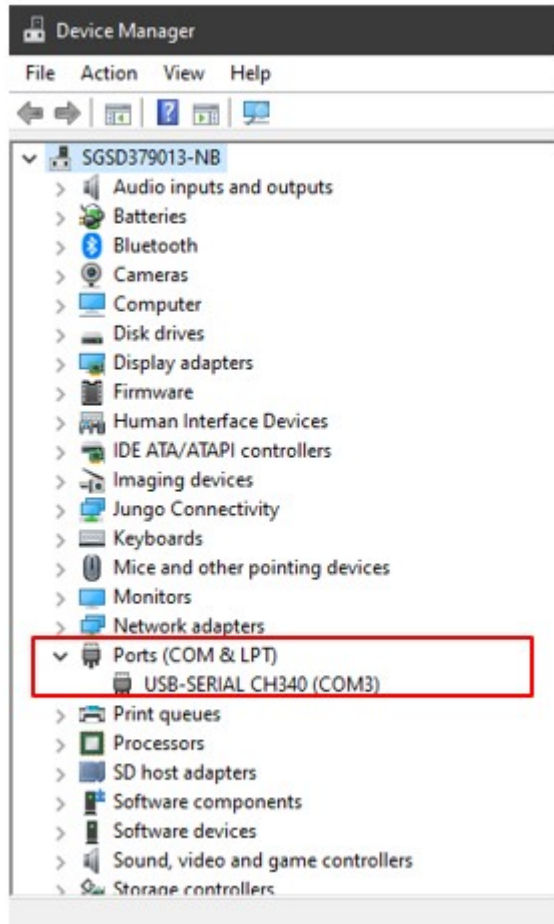 Device Manager
File Action View Help
SGSD379013-NB
Audio inputs and outputs
Batteries
Bluetooth
Cameras
Computer
Disk drives
Display adapters
Firmware
Human Interface Devices
IDE ATA/ATAPI controllers
Imaging devices
Jungo Connectivity
Keyboards
Mice and other pointing devices
Monitors
Network adapters
Ports (COM & LPT)
USB-SERIAL CH340 (COM3)
Print queues
Processors
SD host adapters
Software components
Software devices
Sound, video and game controllers
Storage controllers